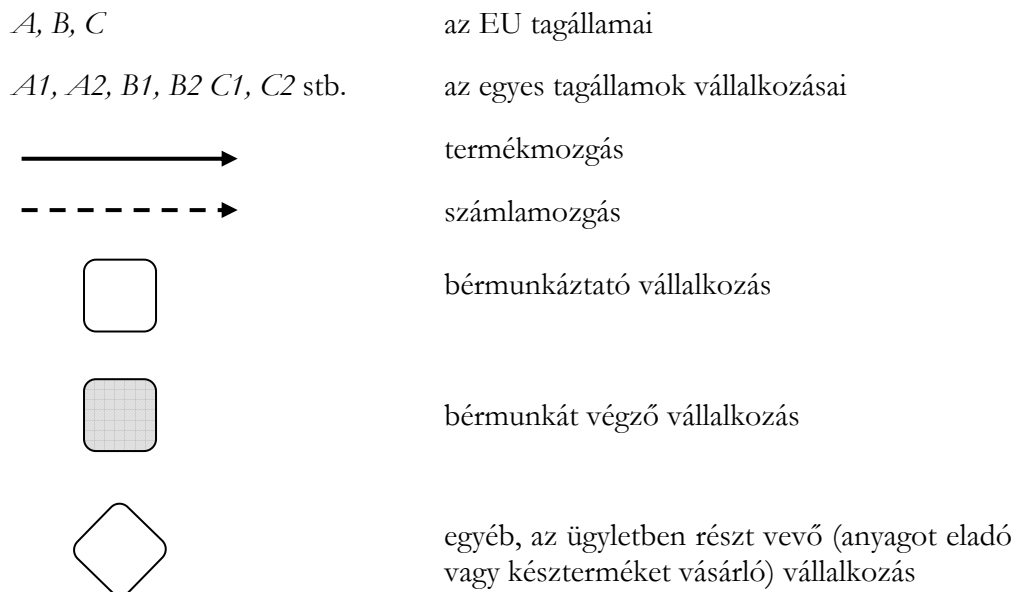 A, B, C az EU tagállamai
A1, A2, B1, B2 C1, C2 stb. az egyes tagállamok vállalkozásai
termékmozgás
számlamozgás
bérmunkáztató vállalkozás
bérmunkát végző vállalkozás
egyéb, az ügyletben részt vevő (anyagot eladó
vagy készterméket vásárló) vállalkozás